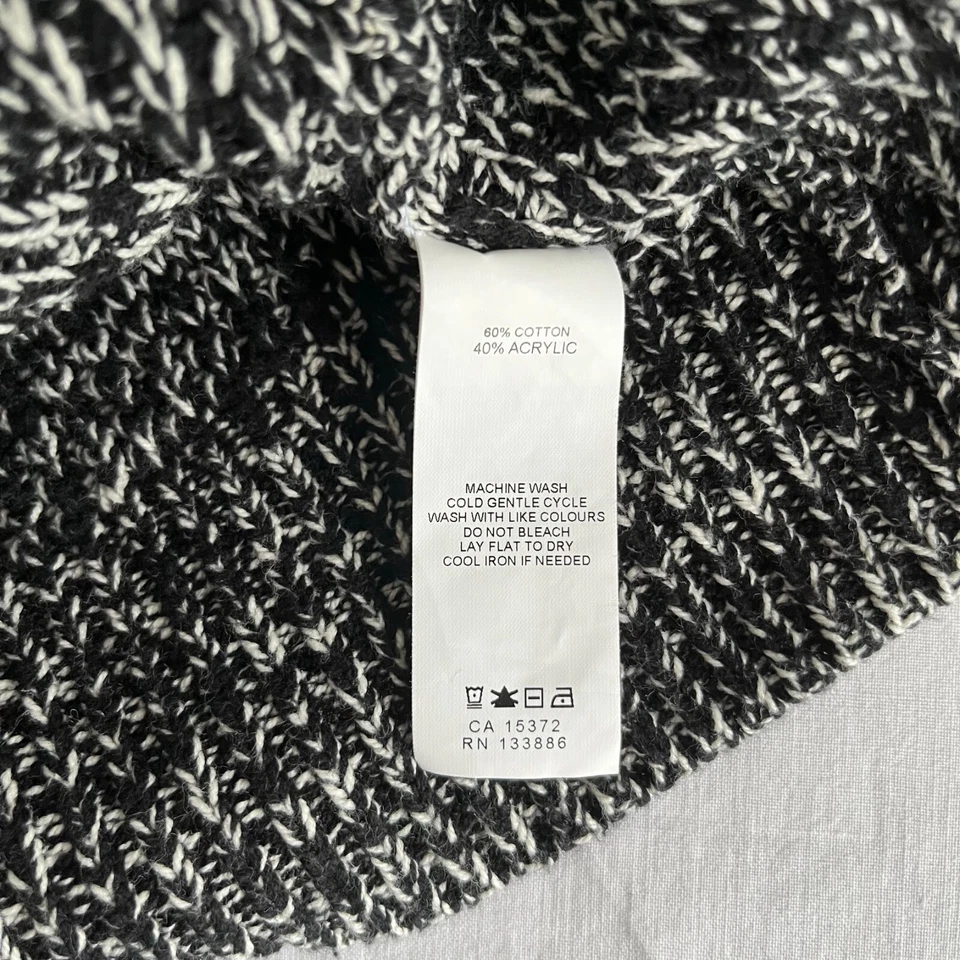 60% COTTON
40% ACRYLIC
MACHINE WASH
COLD GENTLE CYCLE
WASH WITH LIKE COLOURS
DO NOT BLEACH
LAY FLAT TO DRY
COOL IRON IF NEEDED
CA 15372
RN 133886